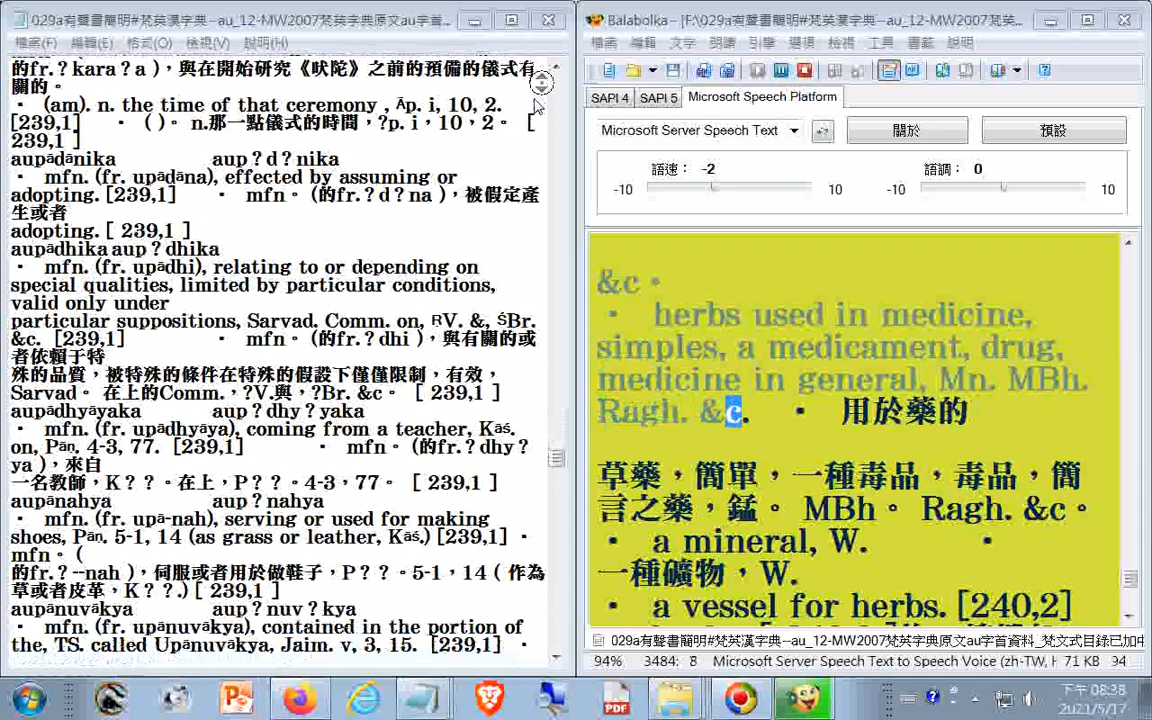 029a有聲書簡明#梵英漢字典--au_12-MW2007梵英字典原文au字首...
檔案(F) 編輯(E) 格式(O) 檢視(V) 說明(H)
的fr.?kara?a )，與在開始研究《吠陀》之前的預備的儀式有
關的。
· (am). n. the time of that ceremony , Āp. i, 10, 2.
[239,1] · ( )。 n.那一點儀式的時間，?p. i，10，2。 [
239,1 ]
aupādānika aup？d？nika
· mfn. (fr. upādāna), effected by assuming or
adopting. [239,1] · mfn。 (的fr.？d？na )，被假定產
生或者
adopting. [ 239,1 ]
aupādhika aup？dhika
· mfn. (fr. upādhi), relating to or depending on
special qualities, limited by particular conditions,
valid only under
particular suppositions, Sarvad. Comm. on, ṚV. &, ŚBr.
&c. [239,1] · mfn。 (的fr.？dhi )，與有關的或
者依賴于特
殊的品質，被特殊的條件在特殊的假設下僅僅限制，有效，
Sarvad。 在上的Comm.，?V.與，?Br. &c。 [ 239,1 ]
aupādhyāyaka aup？dhy？yaka
· mfn. (fr. upādhyāya), coming from a teacher, Kāś.
on, Pāṇ. 4-3, 77. [239,1] · mfn。 (的fr.？dhy？
ya )，來自
一名教師，K？？。在上，P？？。4-3，77。 [ 239,1 ]
aupānahya aup？nahya
· mfn. (fr. upā-nah), serving or used for making
shoes, Pāṇ. 5-1, 14 (as grass or leather, Kāś.) [239,1] ·
mfn。 (
的fr.？--nah )，伺服或者用於做鞋子，P？？。5-1，14 ( 作為
草或者皮革，K？？.) [ 239,1 ]
aupānuvākya aup？nuv？kya
· mfn. (fr. upānuvākya), contained in the portion of
the, TS. called Upānuvākya, Jaim. v, 3, 15. [239,1] ·
Balabolka - [F:\029a有聲書簡明#梵英漢字典--au_12-MW2007梵英...
檔案 編輯 文字 朗讀 引擎 選項 檢視 工具 書籤 說明
SAPI 4 SAPI 5 Microsoft Speech Platform
Microsoft Server Speech Text 關於 預設
語速： -2 語調： 0
-10 10 -10 10
&c ·
· herbs used in medicine,
simples, a medicament, drug,
medicine in general, Mn. MBh.
Ragh. &c. · 用於藥的
草藥，簡單，一種毒品，毒品，簡
言之藥，錳。 MBh。 Ragh. &c。
· a mineral, W. ·
一種礦物，W.
· a vessel for herbs. [240,2]
029a有聲書簡明#梵英漢字典--au_12-MW2007梵英字典原文au字首資料_梵文式目錄已加中
94% 3484: 8 Microsoft Server Speech Text to Speech Voice (zh-TW, H 71 KB 94
下午 08:38
2021/5/17